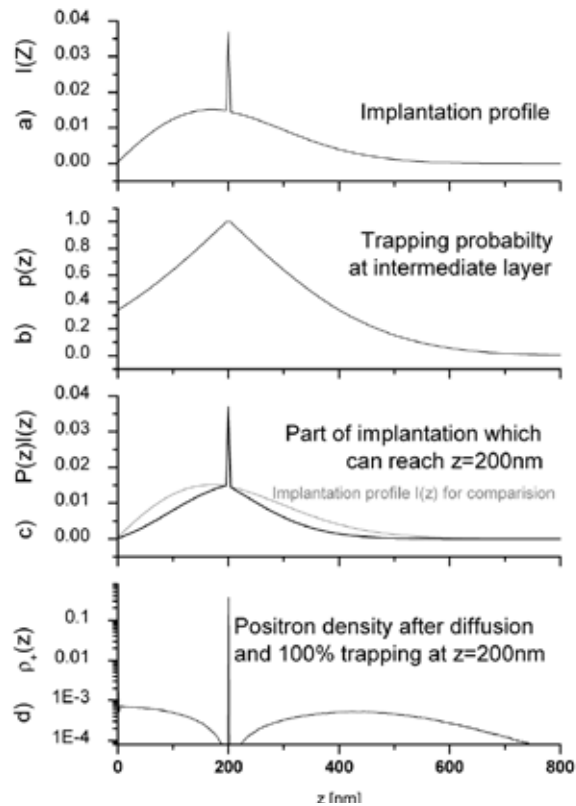 a) I(Z)
0.04
0.03
0.02
0.01
0.00
Implantation profile
b) p(z)
1.0
0.8
0.6
0.4
0.2
0.0
Trapping probabilty
at intermediate layer
c) P(z)I(z)
0.04
0.03
0.02
0.01
0.00
Part of implantation which
can reach z=200nm
Implantation profile I(z) for comparision
d) ρ+(z)
0.1
0.01
1E-3
1E-4
Positron density after diffusion
and 100% trapping at z=200nm
0 200 400 600 800
z [nm]